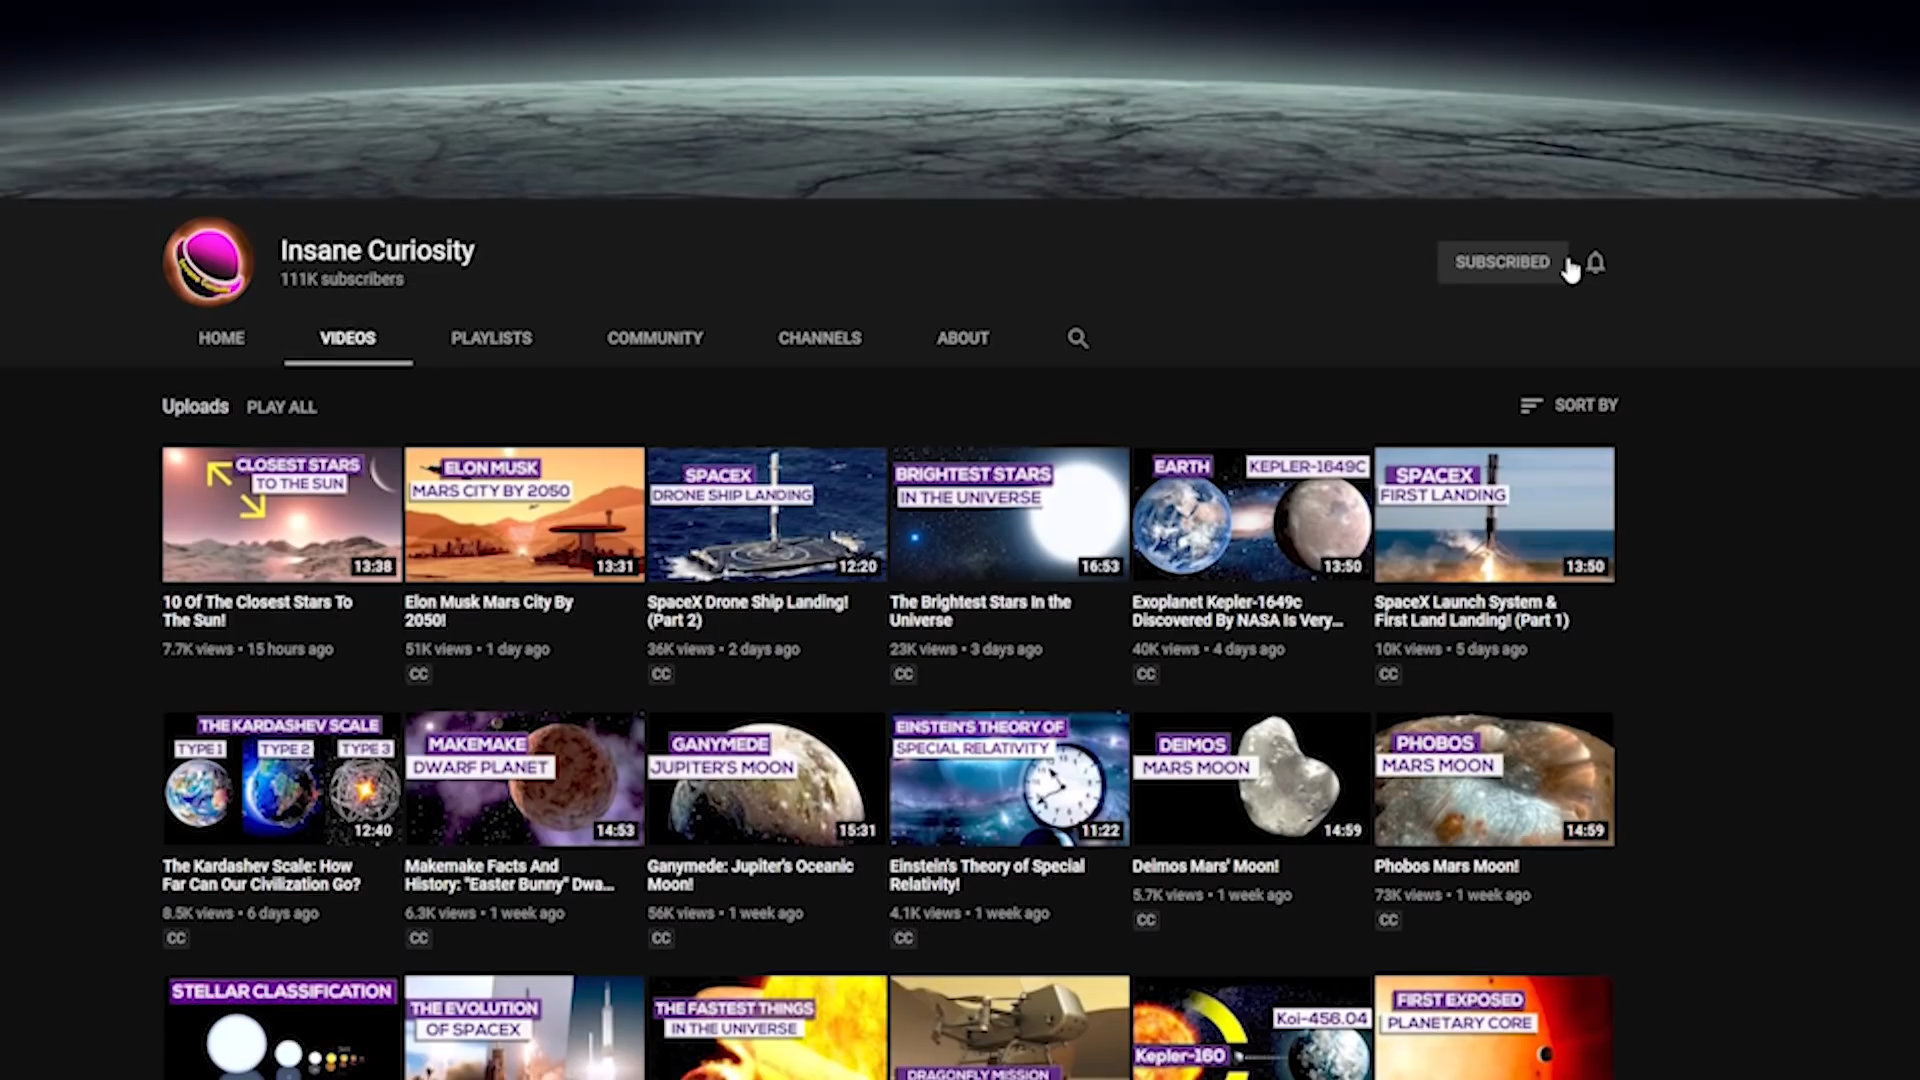 Insane Curiosity
111K subscribers
SUBSCRIBED
HOME VIDEOS PLAYLISTS COMMUNITY CHANNELS ABOUT
Uploads PLAY ALL
SORT BY
CLOSEST STARS
TO THE SUN
13:38
ELON MUSK
MARS CITY BY 2050
13:31
SPACEX
DRONE SHIP LANDING
12:20
BRIGHTEST STARS
IN THE UNIVERSE
16:53
EARTH
KEPLER-1649C
13:50
SPACEX
FIRST LANDING
13:50
10 Of The Closest Stars To
The Sun!
7.7K views • 15 hours ago
Elon Musk Mars City By
2050!
51K views • 1 day ago
CC
SpaceX Drone Ship Landing!
(Part 2)
36K views • 2 days ago
CC
The Brightest Stars In the
Universe
23K views • 3 days ago
CC
Exoplanet Kepler-1649c
Discovered By NASA Is Very...
40K views • 4 days ago
CC
SpaceX Launch System &
First Land Landing! (Part 1)
10K views • 5 days ago
CC
THE KARDASHEV SCALE
TYPE 1 TYPE 2 TYPE 3
12:40
MAKEMAKE
DWARF PLANET
14:53
GANYMEDE
JUPITER'S MOON
15:31
EINSTEIN'S THEORY OF
SPECIAL RELATIVITY
11:22
DEIMOS
MARS MOON
14:59
PHOBOS
MARS MOON
14:59
The Kardashev Scale: How
Far Can Our Civilization Go?
8.5K views • 6 days ago
CC
Makemake Facts And
History: "Easter Bunny" Dwa...
6.3K views • 1 week ago
CC
Ganymede: Jupiter's Oceanic
Moon!
56K views • 1 week ago
CC
Einstein's Theory of Special
Relativity!
4.1K views • 1 week ago
CC
Deimos Mars' Moon!
5.7K views • 1 week ago
CC
Phobos Mars Moon!
73K views • 1 week ago
CC
STELLAR CLASSIFICATION
THE EVOLUTION
OF SPACEX
THE FASTEST THINGS
IN THE UNIVERSE
DRAGONFLY MISSION
Koi-456.04
Kepler-160
FIRST EXPOSED
PLANETARY CORE